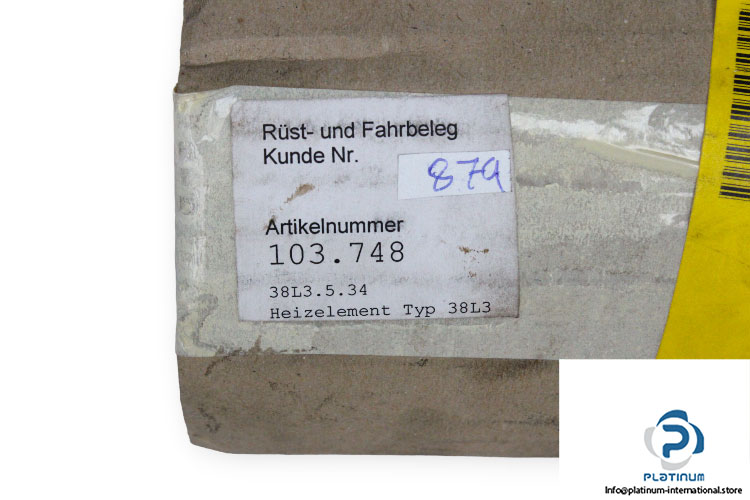 Rüst- und Fahrbeleg
Kunde Nr.
879
Artikelnummer
103.748
38L3.5.34
Heizelement Typ 38L3
PLATINUM
Info@platinum-international.store